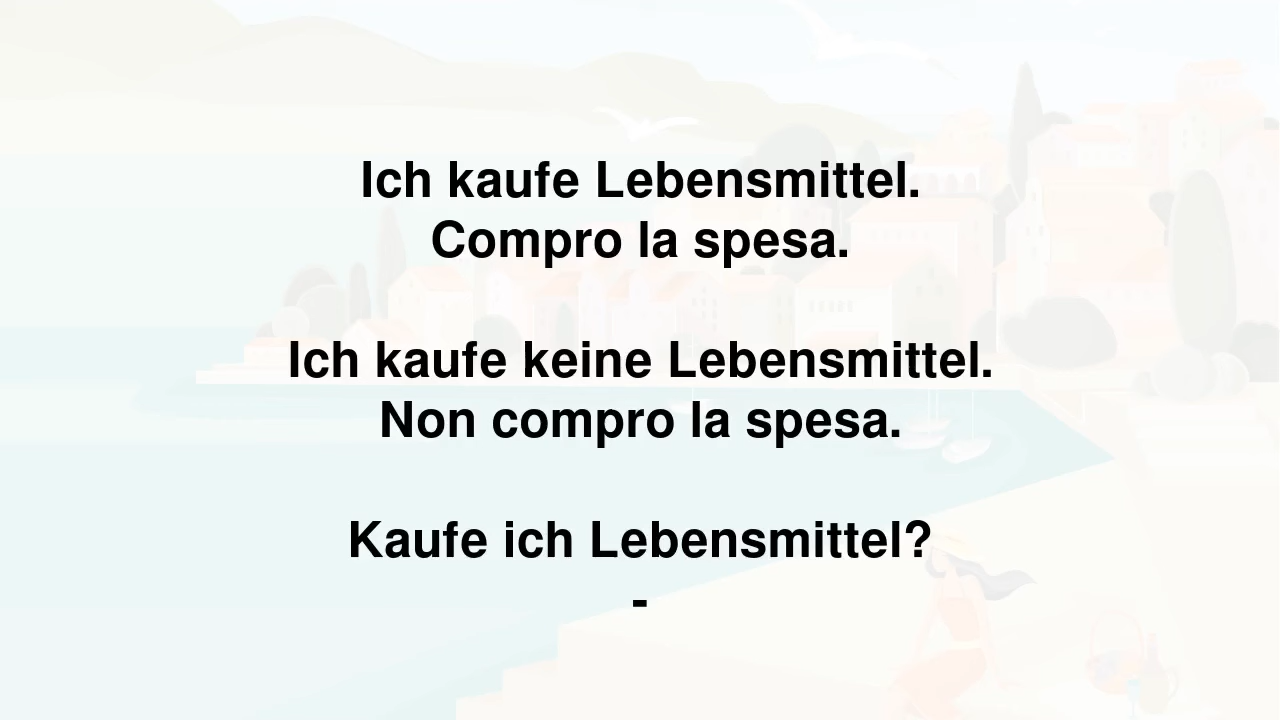 Ich kaufe Lebensmittel.
Compro la spesa.
Ich kaufe keine Lebensmittel.
Non compro la spesa.
Kaufe ich Lebensmittel?
-